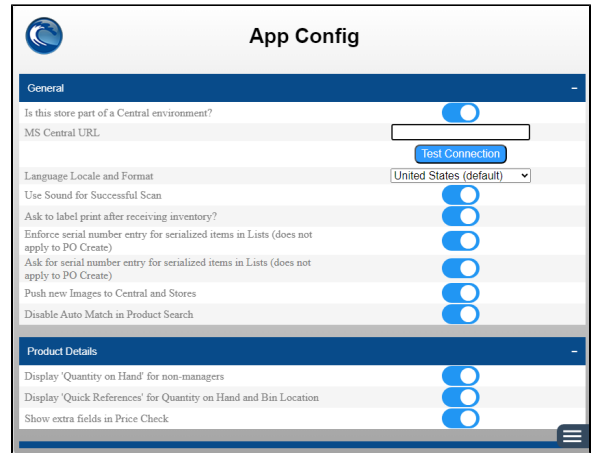 App Config
General
–
Is this store part of a Central environment?
MS Central URL
Test Connection
Language Locale and Format
United States (default)
Use Sound for Successful Scan
Ask to label print after receiving inventory?
Enforce serial number entry for serialized items in Lists (does not
apply to PO Create)
Ask for serial number entry for serialized items in Lists (does not
apply to PO Create)
Push new Images to Central and Stores
Disable Auto Match in Product Search
Product Details
–
Display 'Quantity on Hand' for non-managers
Display 'Quick References' for Quantity on Hand and Bin Location
Show extra fields in Price Check